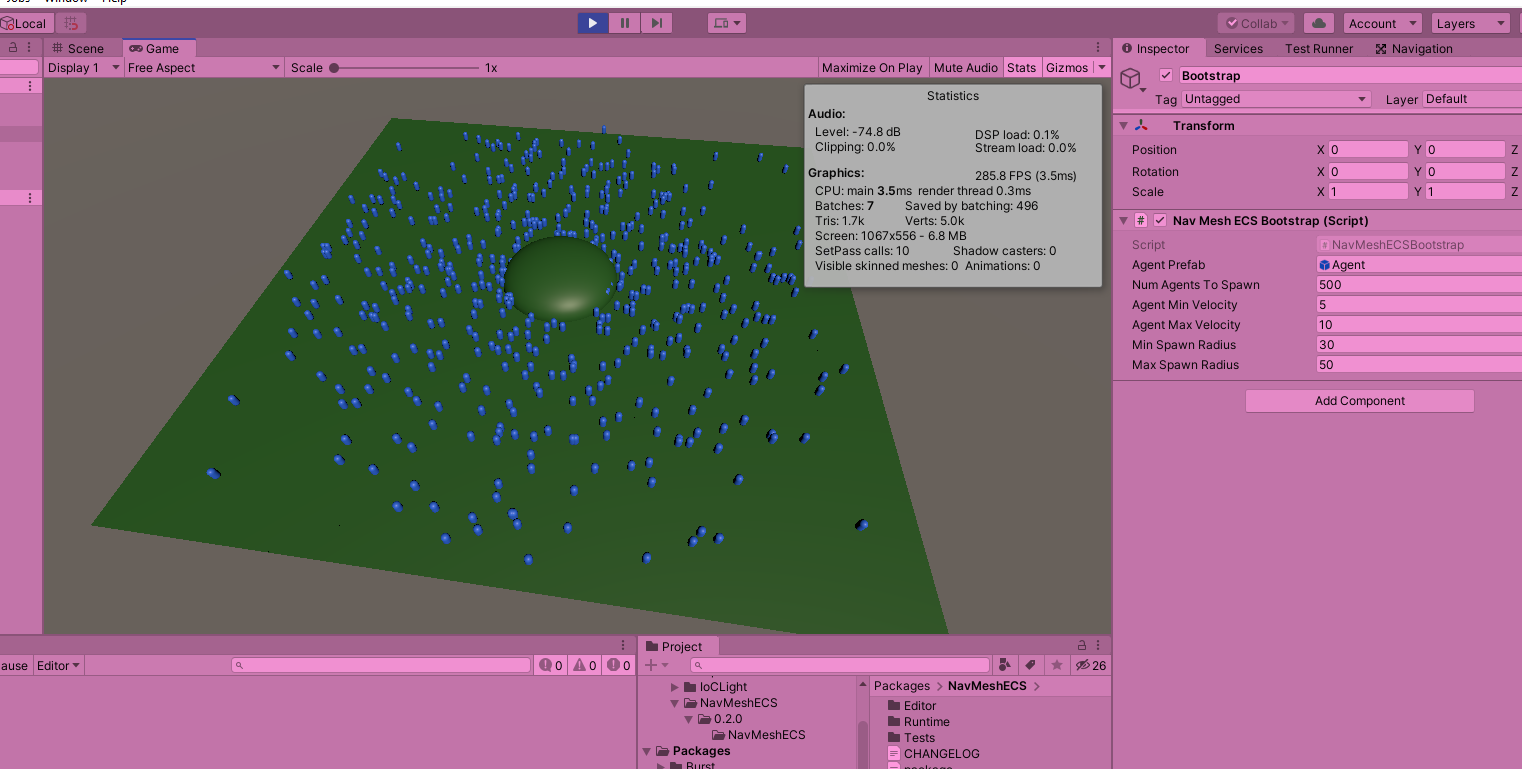 Jobs Window Help
Local Collab Account Layers
Scene Game Inspector Services Test Runner Navigation
Display 1 Free Aspect Scale 1x Maximize On Play Mute Audio Stats Gizmos
Statistics
Audio:
Level: -74.8 dB DSP load: 0.1%
Clipping: 0.0% Stream load: 0.0%
Graphics: 285.8 FPS (3.5ms)
CPU: main 3.5ms render thread 0.3ms
Batches: 7 Saved by batching: 496
Tris: 1.7k Verts: 5.0k
Screen: 1067x556 - 6.8 MB
SetPass calls: 10 Shadow casters: 0
Visible skinned meshes: 0 Animations: 0
Bootstrap
Tag Untagged Layer Default
Transform
Position X 0 Y 0 Z
Rotation X 0 Y 0 Z
Scale X 1 Y 1 Z
# Nav Mesh ECS Bootstrap (Script)
Script NavMeshECSBootstrap
Agent Prefab Agent
Num Agents To Spawn 500
Agent Min Velocity 5
Agent Max Velocity 10
Min Spawn Radius 30
Max Spawn Radius 50
Add Component
ause Editor 0 0 0
Project
26
IoCLight
NavMeshECS
0.2.0
NavMeshECS
Packages
Burst
Packages > NavMeshECS >
Editor
Runtime
Tests
CHANGELOG
package